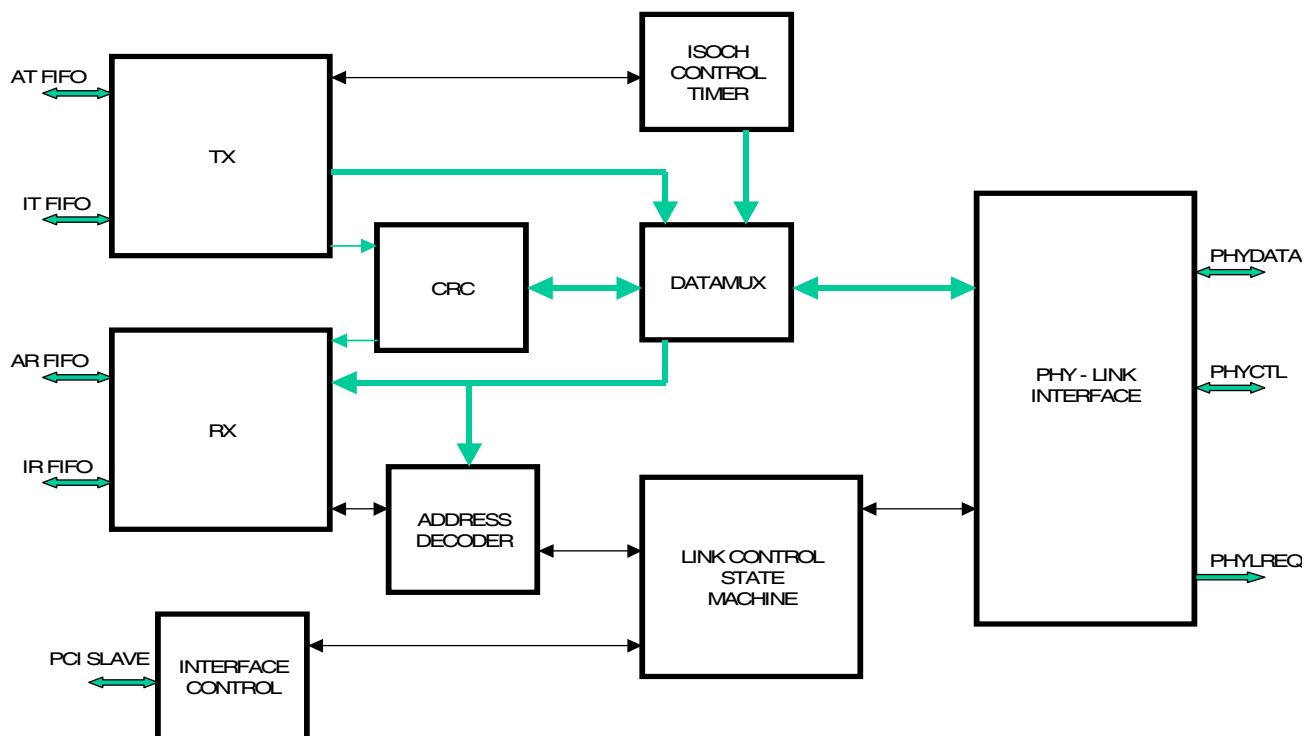 ISOCH
CONTROL
TIMER
AT FIFO
TX
IT FIFO
CRC
DATAMUX
PHYDATA
AR FIFO
PHY - LINK
INTERFACE
PHYCTL
RX
IR FIFO
ADDRESS
DECODER
LINK CONTROL
STATE
MACHINE
PHYLREQ
PCI SLAVE
INTERFACE
CONTROL